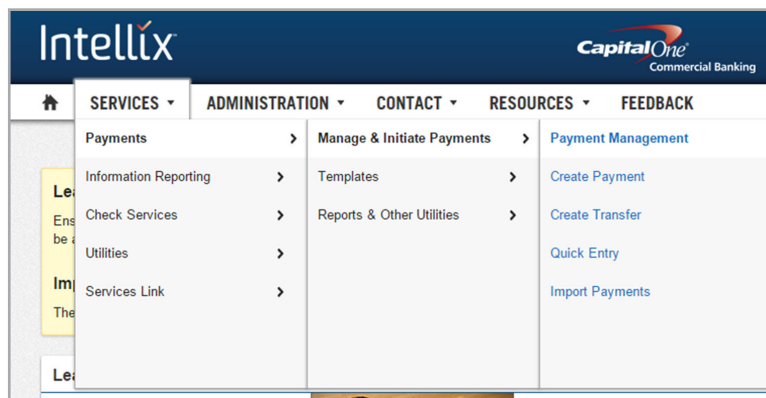 Intellix
CapitalOne®
Commercial Banking
SERVICES ADMINISTRATION CONTACT RESOURCES FEEDBACK
Payments Manage & Initiate Payments Payment Management
Information Reporting Templates Create Payment
Check Services Reports & Other Utilities Create Transfer
Utilities Quick Entry
Services Link Import Payments
The